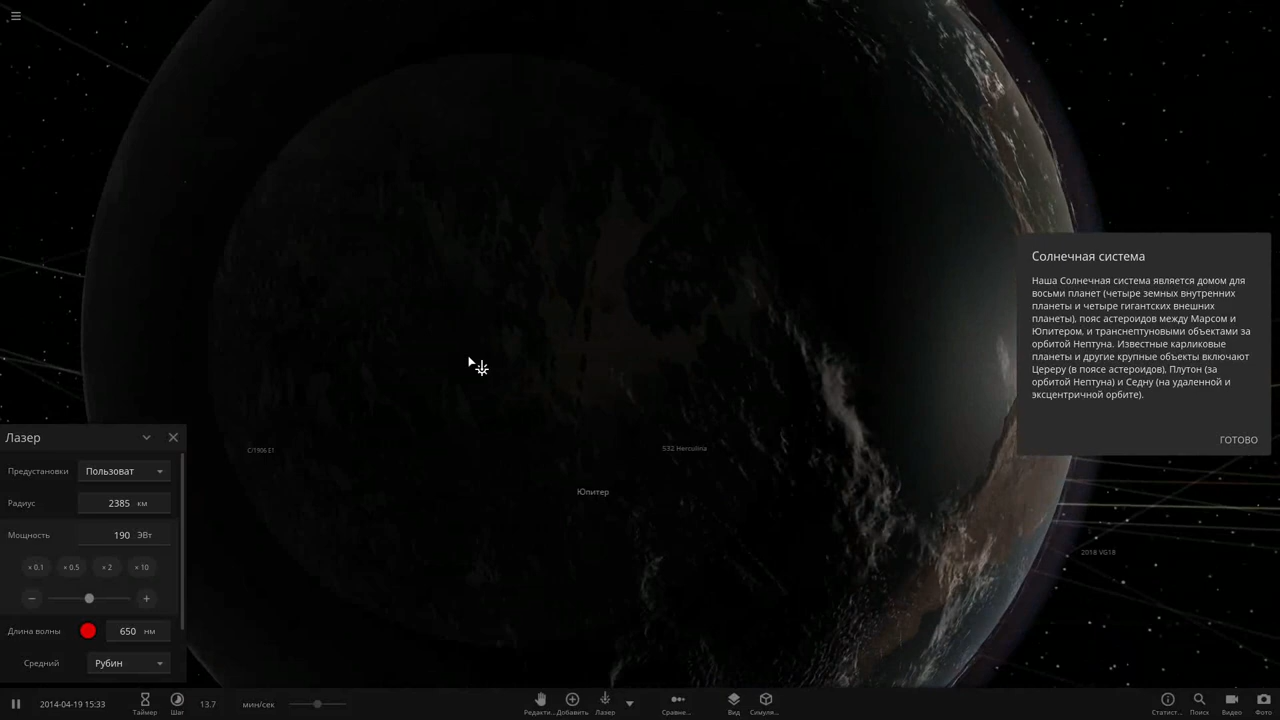 Солнечная система
Наша Солнечная система является домом для
восьми планет (четыре земных внутренних
планеты и четыре гигантских внешних
планеты), пояс астероидов между Марсом и
Юпитером, и транснептуновыми объектами за
орбитой Нептуна. Известные карликовые
планеты и другие крупные объекты включают
Цереру (в поясе астероидов), Плутон (за
орбитой Нептуна) и Седну (на удаленной и
эксцентричной орбите).
ГОТОВО
C/1906 E1
532 Herculina
Юпитер
2018 VG18
Лазер
Предустановки Пользоват
Радиус 2385 км
Мощность 190 ЭВт
× 0.1 × 0.5 × 2 × 10
Длина волны 650 нм
Средний Рубин
2014-04-19 15:33 Таймер Шаг 13.7 мин/сек Редакти... Добавить Лазер Сравне... Вид Симуля... Статист... Поиск Видео Фото